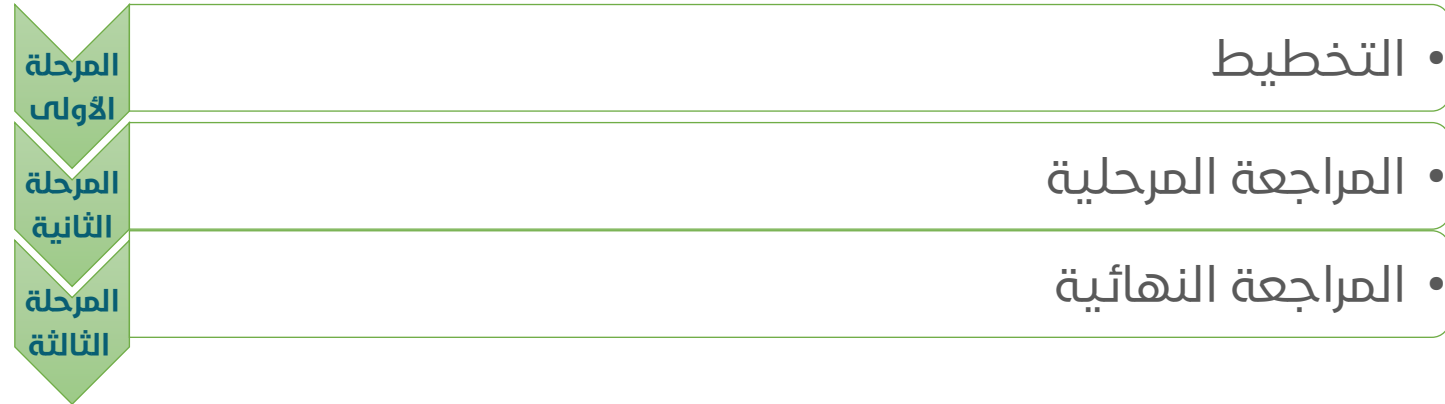 المرحلة
الأولى
• التخطيط
المرحلة
الثانية
• المراجعة المرحلية
المرحلة
الثالثة
• المراجعة النهائية